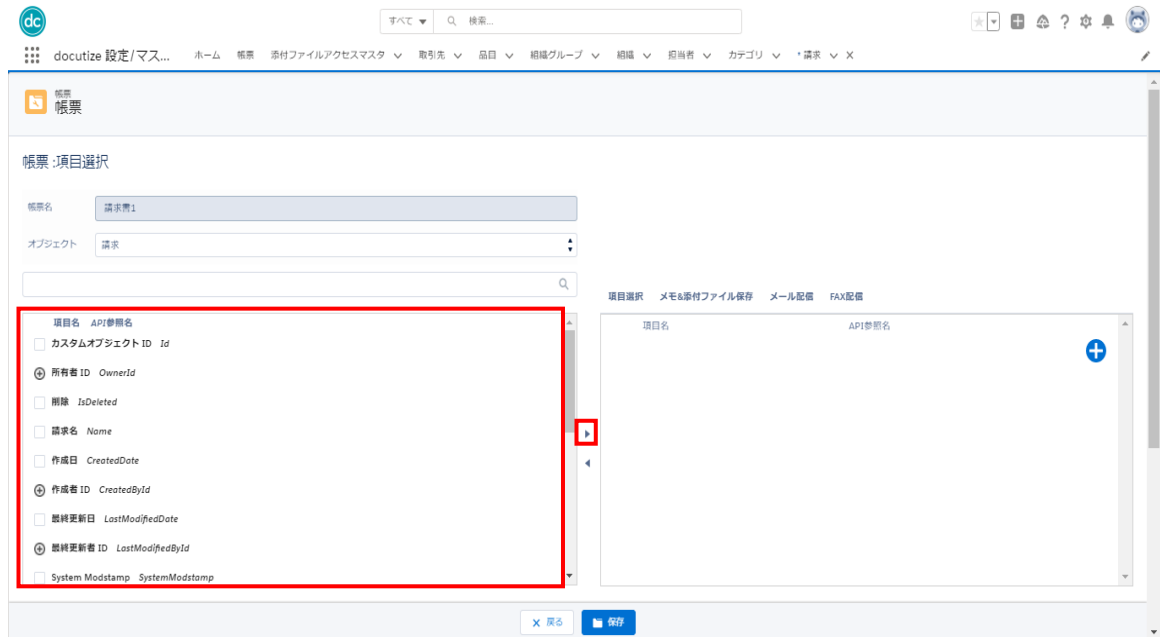 dc
すべて
検索...
docutize 設定/マス...
ホーム
帳票
添付ファイルアクセスマスタ
取引先
品目
組織グループ
組織
担当者
カテゴリ
* 請求
帳票
帳票
帳票 :項目選択
帳票名
請求書1
オブジェクト
請求
項目選択
メモ&添付ファイル保存
メール配信
FAX配信
項目名 API参照名
項目名
API参照名
カスタムオブジェクト ID Id
所有者 ID OwnerId
削除 IsDeleted
請求名 Name
作成日 CreatedDate
作成者 ID CreatedById
最終更新日 LastModifiedDate
最終更新者 ID LastModifiedById
System Modstamp SystemModstamp
戻る
保存